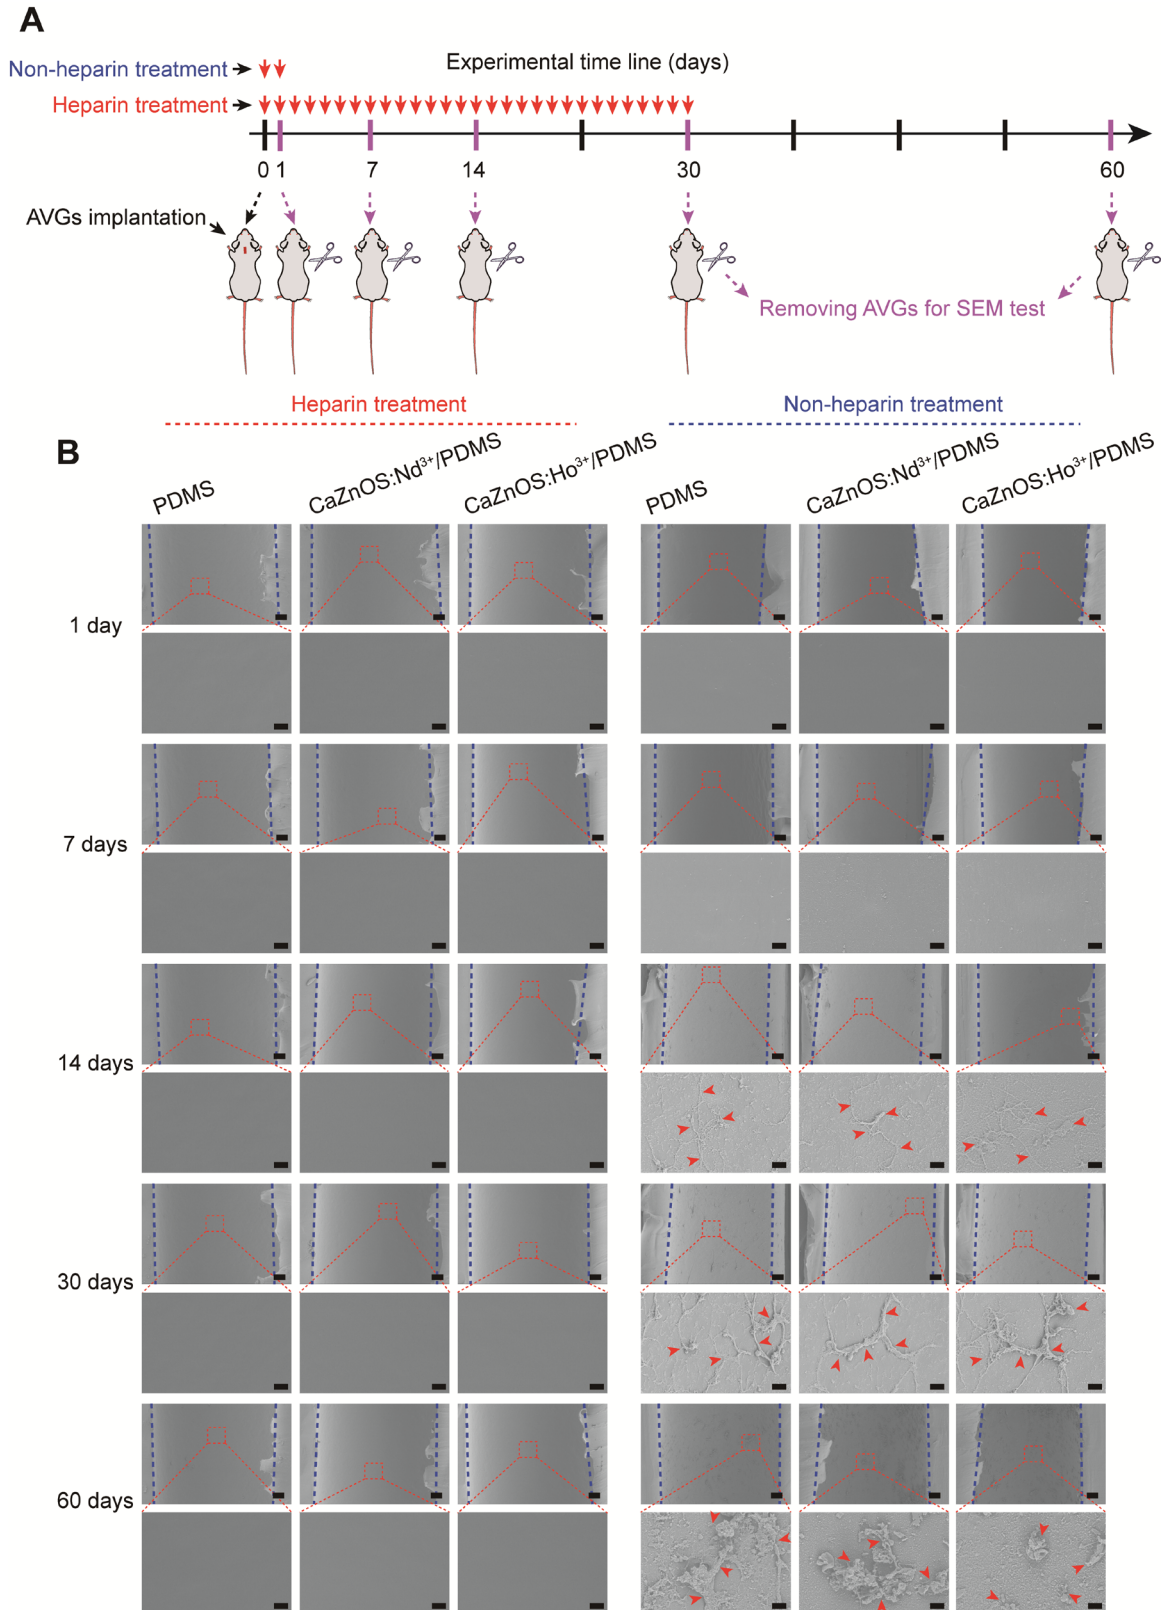 A
Non-heparin treatment
Experimental time line (days)
Heparin treatment
0 1 7 14 30 60
AVGs implantation
Removing AVGs for SEM test
Heparin treatment Non-heparin treatment
B
PDMS CaZnOS:Nd³⁺/PDMS CaZnOS:Ho³⁺/PDMS PDMS CaZnOS:Nd³⁺/PDMS CaZnOS:Ho³⁺/PDMS
1 day
7 days
14 days
30 days
60 days